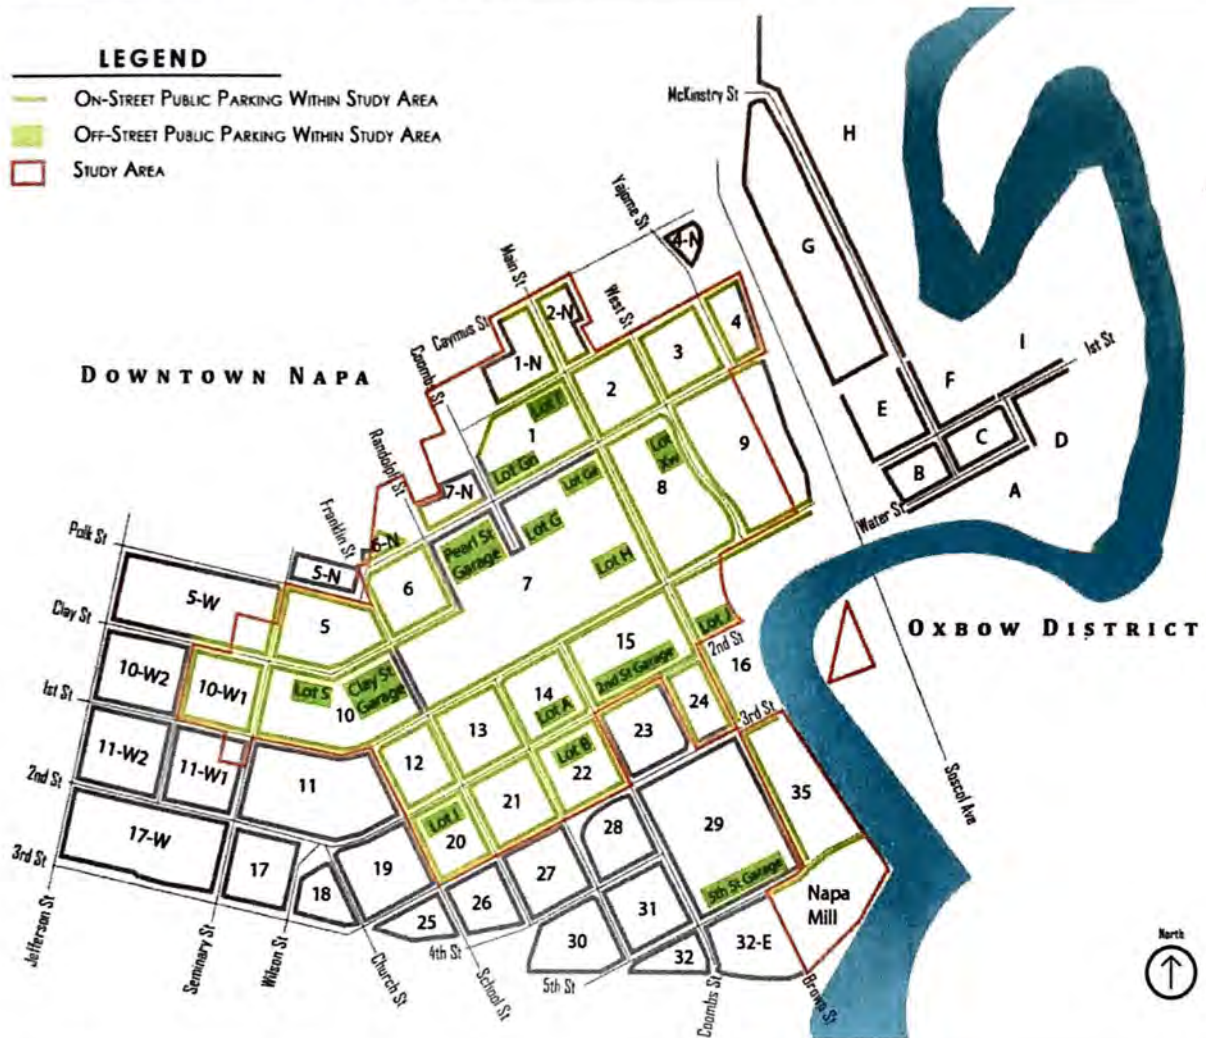 LEGEND
ON-STREET PUBLIC PARKING WITHIN STUDY AREA
OFF-STREET PUBLIC PARKING WITHIN STUDY AREA
STUDY AREA
McKinstry St
H
Yajome St
4-N
G
Main St
2-N
West St
4
Caymus St
3
1-N
I
1st St
Coombs St
DOWNTOWN NAPA
2
F
Lot F
E
1
C
9
D
Lot Gn
Lot Xw
B
Randolph St
Lot Ge
8
A
7-N
Water St
Franklin St
Lot G
6-N
Polk St
Pearl St
Garage
Lot H
5-N
7
6
5-W
Clay St
5
Lot J
OXBOW DISTRICT
15
2nd St
10-W2
16
2nd St Garage
10-W1
Lot S
Clay St
Garage
14
1st St
24
Lot A
10
3rd St
13
23
11-W2
Lot B
12
11-W1
22
2nd St
11
35
Soscol Ave
21
29
Lot I
28
17-W
20
3rd St
17
19
27
5th St Garage
Napa
Mill
18
26
31
25
30
32-E
4th St
32
Jefferson St
Seminary St
Wilson St
Church St
School St
5th St
Coombs St
Brown St
North